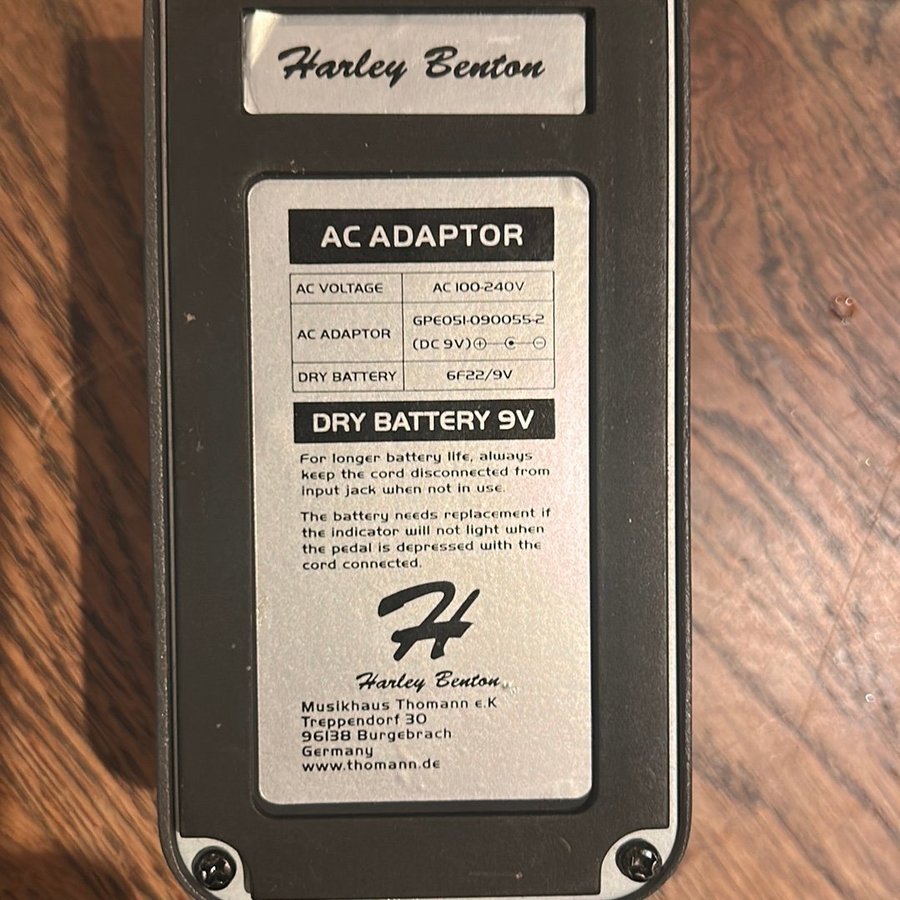 Harley Benton
AC ADAPTOR
AC VOLTAGE AC 100-240V
AC ADAPTOR GPE051-090055-2
(DC 9V)
DRY BATTERY 6F22/9V
DRY BATTERY 9V
For longer battery life, always
keep the cord disconnected from
input jack when not in use.
The battery needs replacement if
the indicator will not light when
the pedal is depressed with the
cord connected.
H
Harley Benton
Musikhaus Thomann e.K
Treppendorf 30
96138 Burgebrach
Germany
www.thomann.de